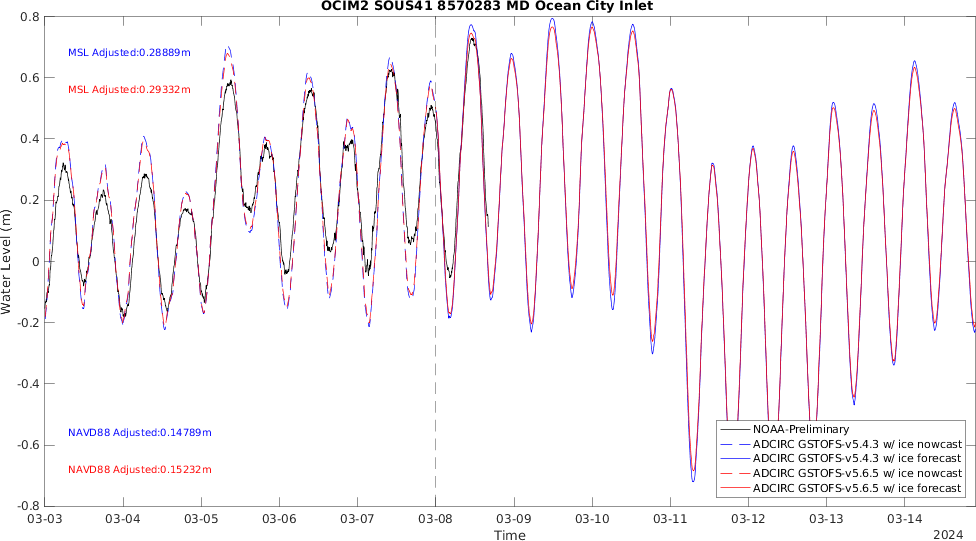 OCIM2 SOUS41 8570283 MD Ocean City Inlet
0.8
0.6
0.4
0.2
0
-0.2
-0.4
-0.6
-0.8
Water Level (m)
MSL Adjusted:0.28889m
MSL Adjusted:0.29332m
NAVD88 Adjusted:0.14789m
NAVD88 Adjusted:0.15232m
NOAA-Preliminary
ADCIRC GSTOFS-v5.4.3 w/ ice nowcast
ADCIRC GSTOFS-v5.4.3 w/ ice forecast
ADCIRC GSTOFS-v5.6.5 w/ ice nowcast
ADCIRC GSTOFS-v5.6.5 w/ ice forecast
03-03 03-04 03-05 03-06 03-07 03-08 03-09 03-10 03-11 03-12 03-13 03-14
Time
2024